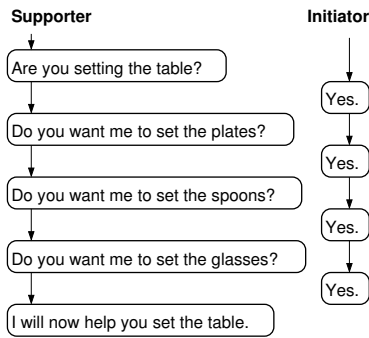 Supporter
Initiator
Are you setting the table?
Yes.
Do you want me to set the plates?
Yes.
Do you want me to set the spoons?
Yes.
Do you want me to set the glasses?
Yes.
I will now help you set the table.